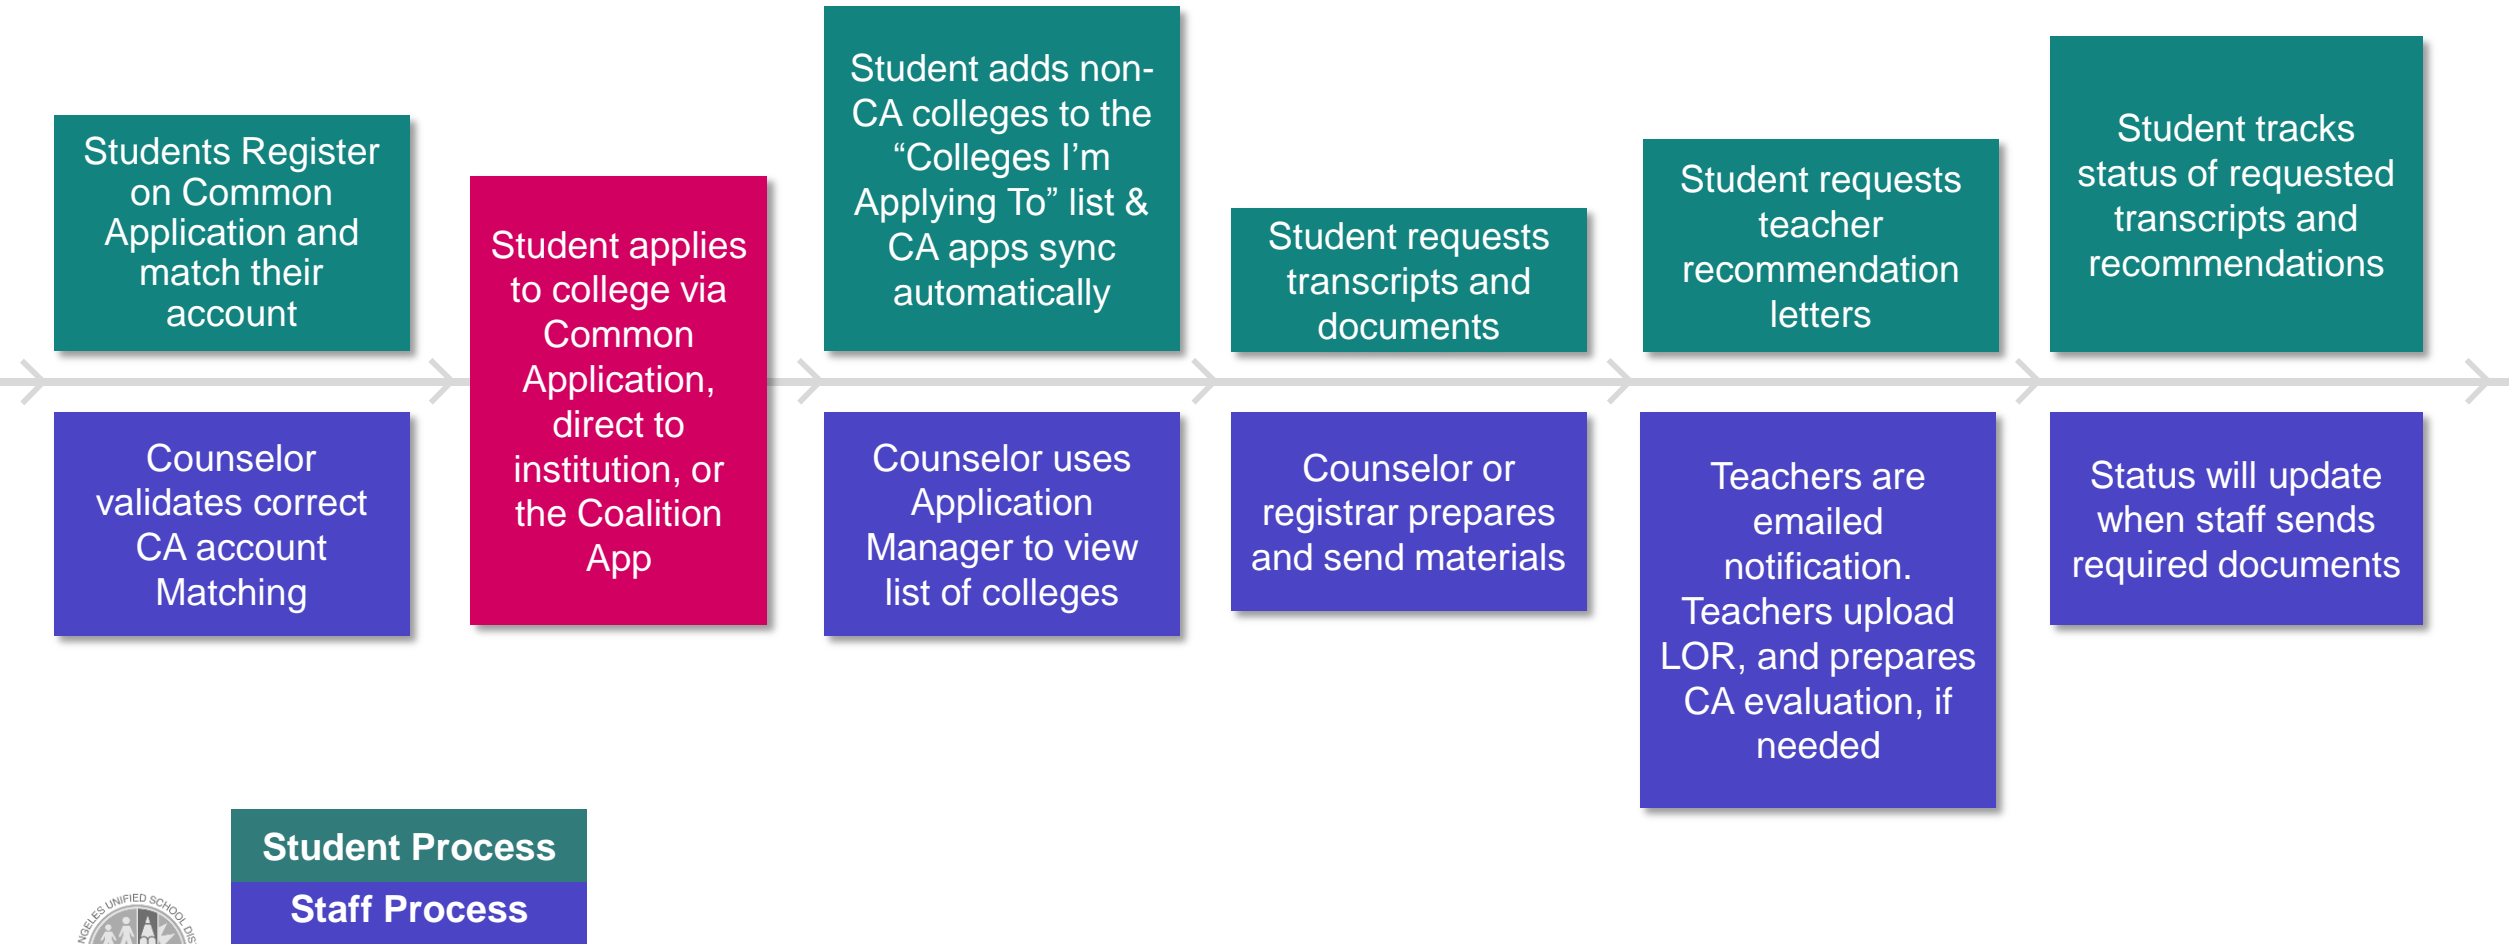 Students Register
on Common
Application and
match their
account
Counselor
validates correct
CA account
Matching
Student applies
to college via
Common
Application,
direct to
institution, or
the Coalition
App
Student adds non-
CA colleges to the
“Colleges I’m
Applying To” list &
CA apps sync
automatically
Counselor uses
Application
Manager to view
list of colleges
Student requests
transcripts and
documents
Counselor or
registrar prepares
and send materials
Student requests
teacher
recommendation
letters
Teachers are
emailed
notification.
Teachers upload
LOR, and prepares
CA evaluation, if
needed
Student tracks
status of requested
transcripts and
recommendations
Status will update
when staff sends
required documents
Student Process
Staff Process
UNIFIED SCHOOL